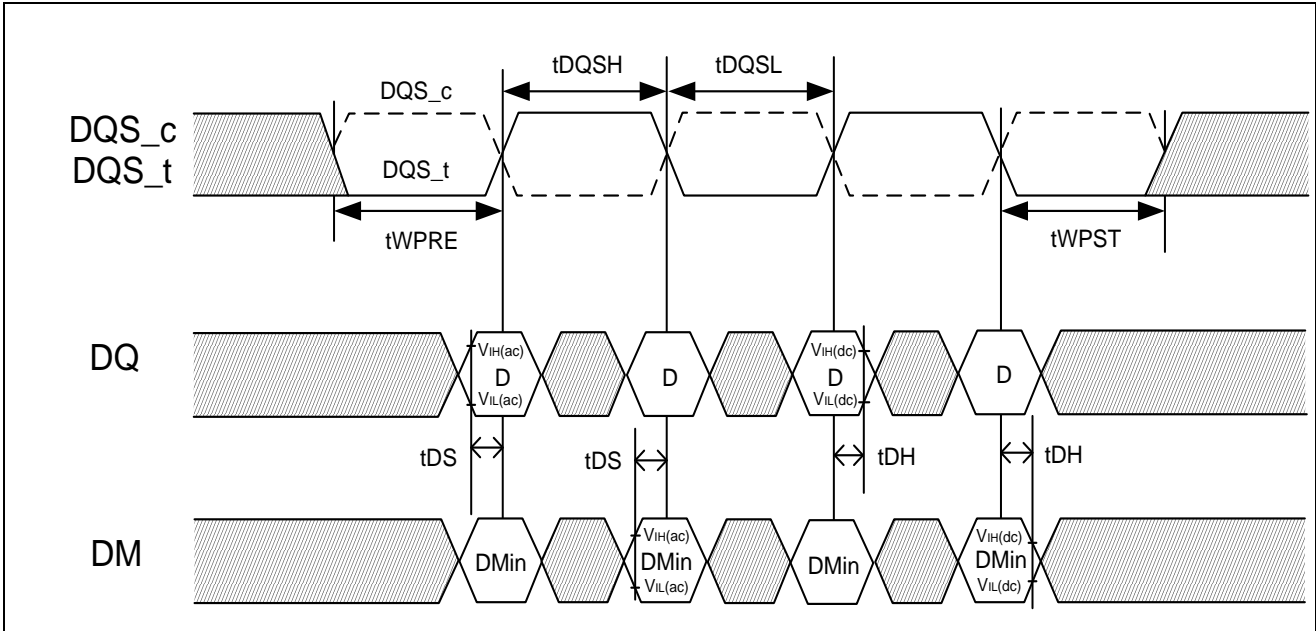 tDQSH tDQSL
DQS_c
DQS_c
DQS_t DQS_t
tWPRE tWPST
DQ VIH(ac) VIH(dc)
D D D D
VIL(ac) VIL(dc)
tDS tDS tDH tDH
DM VIH(ac) VIH(dc)
DMin DMin DMin DMin
VIL(ac) VIL(dc)